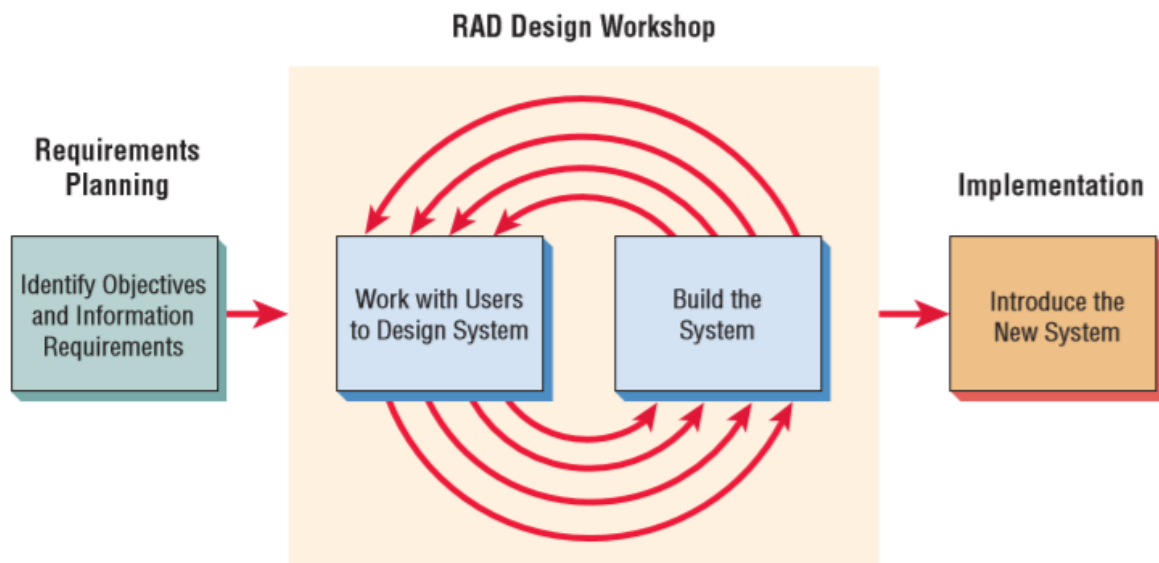 RAD Design Workshop
Requirements
Planning
Identify Objectives
and Information
Requirements
Work with Users
to Design System
Build the
System
Implementation
Introduce the
New System